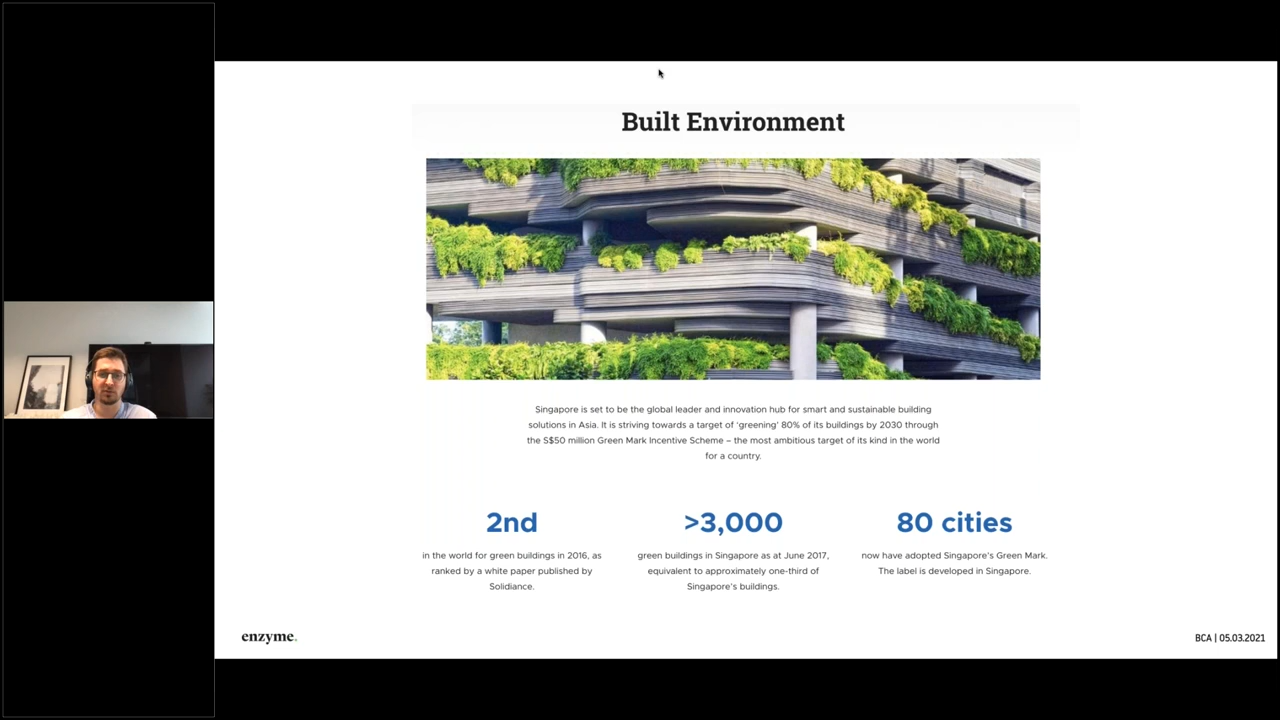 Built Environment
Singapore is set to be the global leader and innovation hub for smart and sustainable building
solutions in Asia. It is striving towards a target of ‘greening’ 80% of its buildings by 2030 through
the S$50 million Green Mark Incentive Scheme – the most ambitious target of its kind in the world
for a country.
2nd
in the world for green buildings in 2016, as
ranked by a white paper published by
Solidiance.
>3,000
green buildings in Singapore as at June 2017,
equivalent to approximately one-third of
Singapore’s buildings.
80 cities
now have adopted Singapore’s Green Mark.
The label is developed in Singapore.
enzyme.
BCA | 05.03.2021